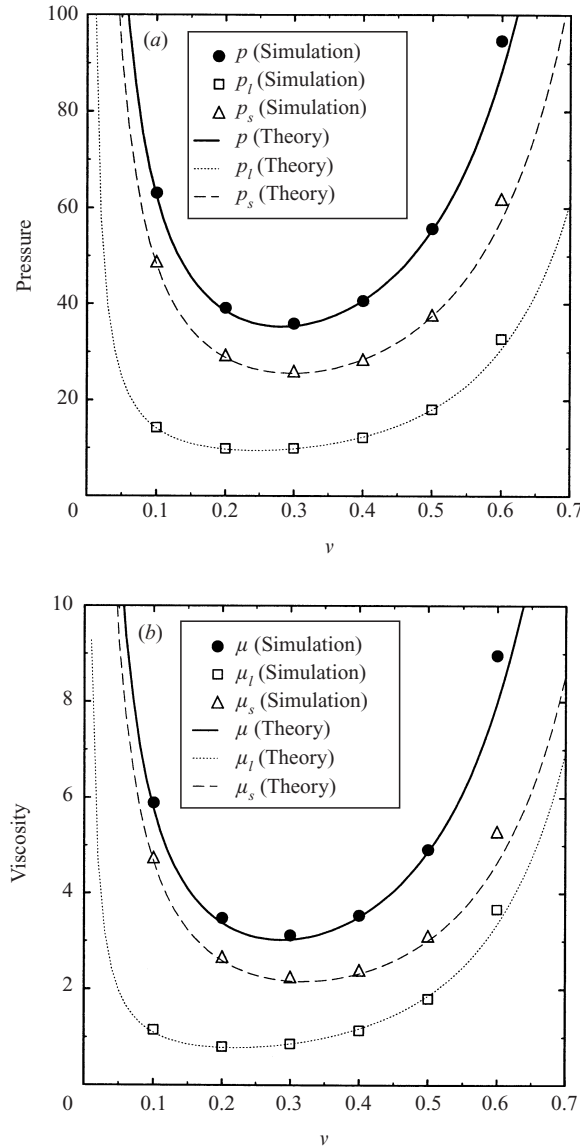 100
(a)
p (Simulation)
p_l (Simulation)
p_s (Simulation)
p (Theory)
p_l (Theory)
p_s (Theory)
80
60
40
20
Pressure
0 0.1 0.2 0.3 0.4 0.5 0.6 0.7
ν
10
(b)
μ (Simulation)
μ_l (Simulation)
μ_s (Simulation)
μ (Theory)
μ_l (Theory)
μ_s (Theory)
8
6
4
2
Viscosity
0 0.1 0.2 0.3 0.4 0.5 0.6 0.7
ν